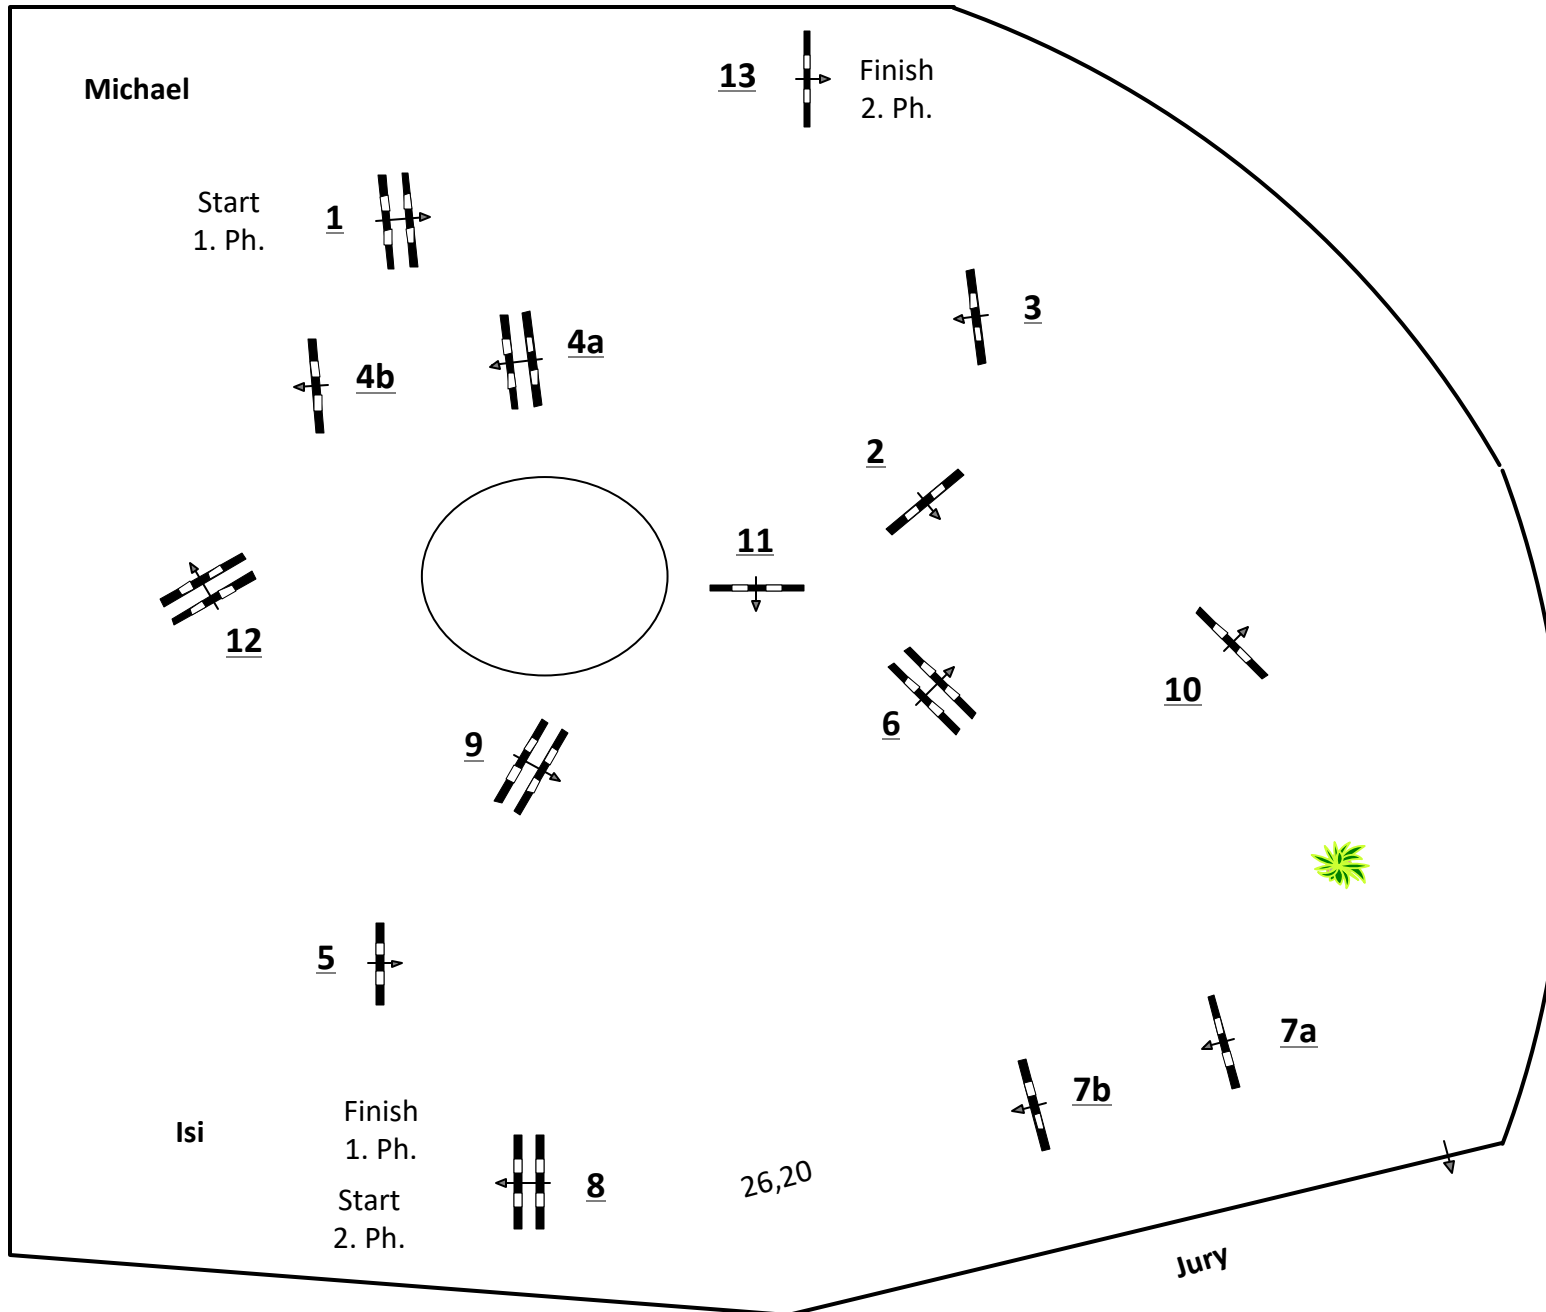 Michael
13
Finish
2. Ph.
Start
1. Ph.
1
3
4a
4b
2
11
12
10
6
9
5
7a
7b
Isi
Finish
1. Ph.
Start
2. Ph.
8
26,20
Jury